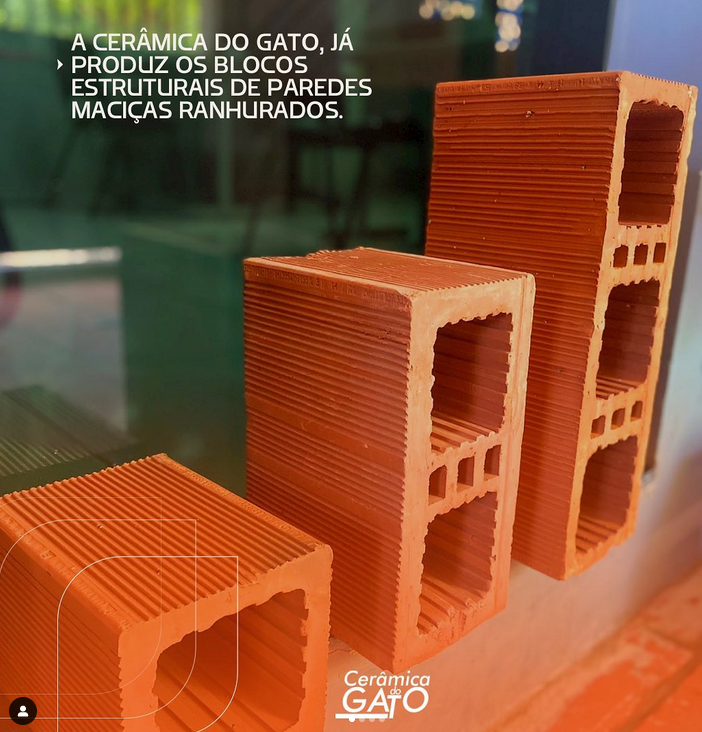 A CERÂMICA DO GATO, JÁ
PRODUZ OS BLOCOS
ESTRUTURAIS DE PAREDES
MACIÇAS RANHURADOS.
Cerâmica
do
GATO